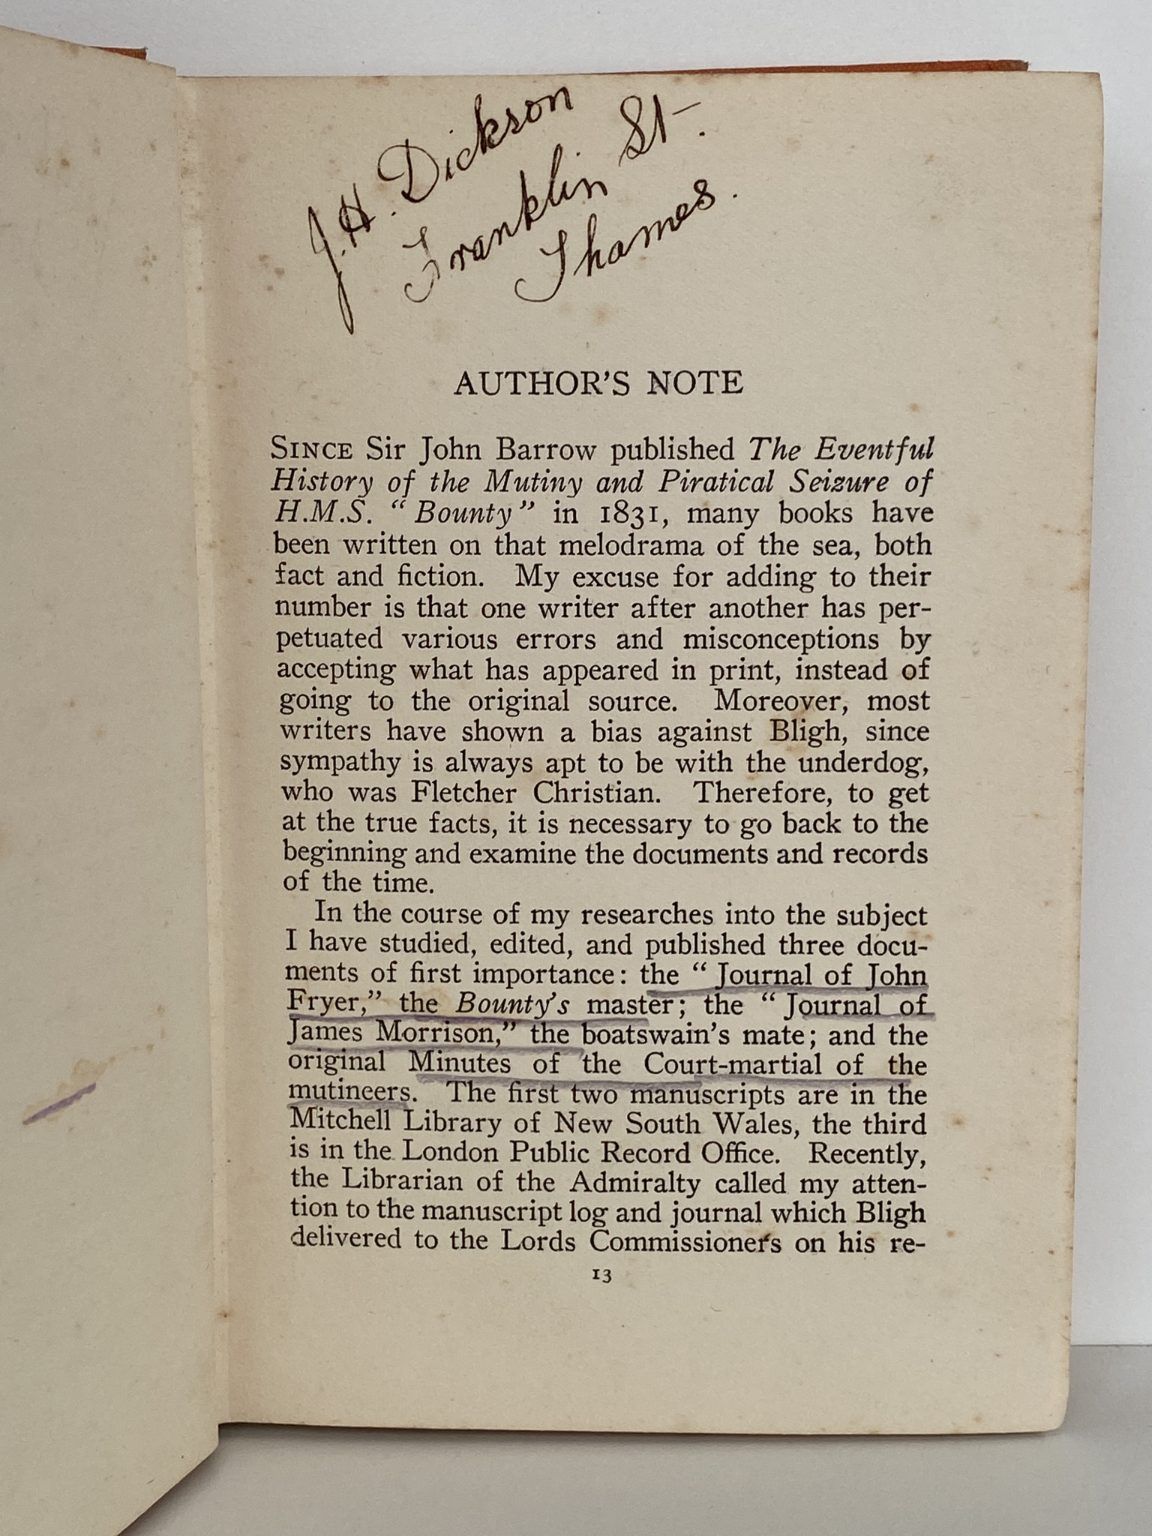 J.H. Dickson
Franklin St.
Thames.
AUTHOR'S NOTE
SINCE Sir John Barrow published The Eventful
History of the Mutiny and Piratical Seizure of
H.M.S. “Bounty” in 1831, many books have
been written on that melodrama of the sea, both
fact and fiction. My excuse for adding to their
number is that one writer after another has per-
petuated various errors and misconceptions by
accepting what has appeared in print, instead of
going to the original source. Moreover, most
writers have shown a bias against Bligh, since
sympathy is always apt to be with the underdog,
who was Fletcher Christian. Therefore, to get
at the true facts, it is necessary to go back to the
beginning and examine the documents and records
of the time.
In the course of my researches into the subject
I have studied, edited, and published three docu-
ments of first importance: the “Journal of John
Fryer,” the Bounty's master; the “Journal of
James Morrison,” the boatswain's mate; and the
original Minutes of the Court-martial of the
mutineers. The first two manuscripts are in the
Mitchell Library of New South Wales, the third
is in the London Public Record Office. Recently,
the Librarian of the Admiralty called my atten-
tion to the manuscript log and journal which Bligh
delivered to the Lords Commissioners on his re-
13